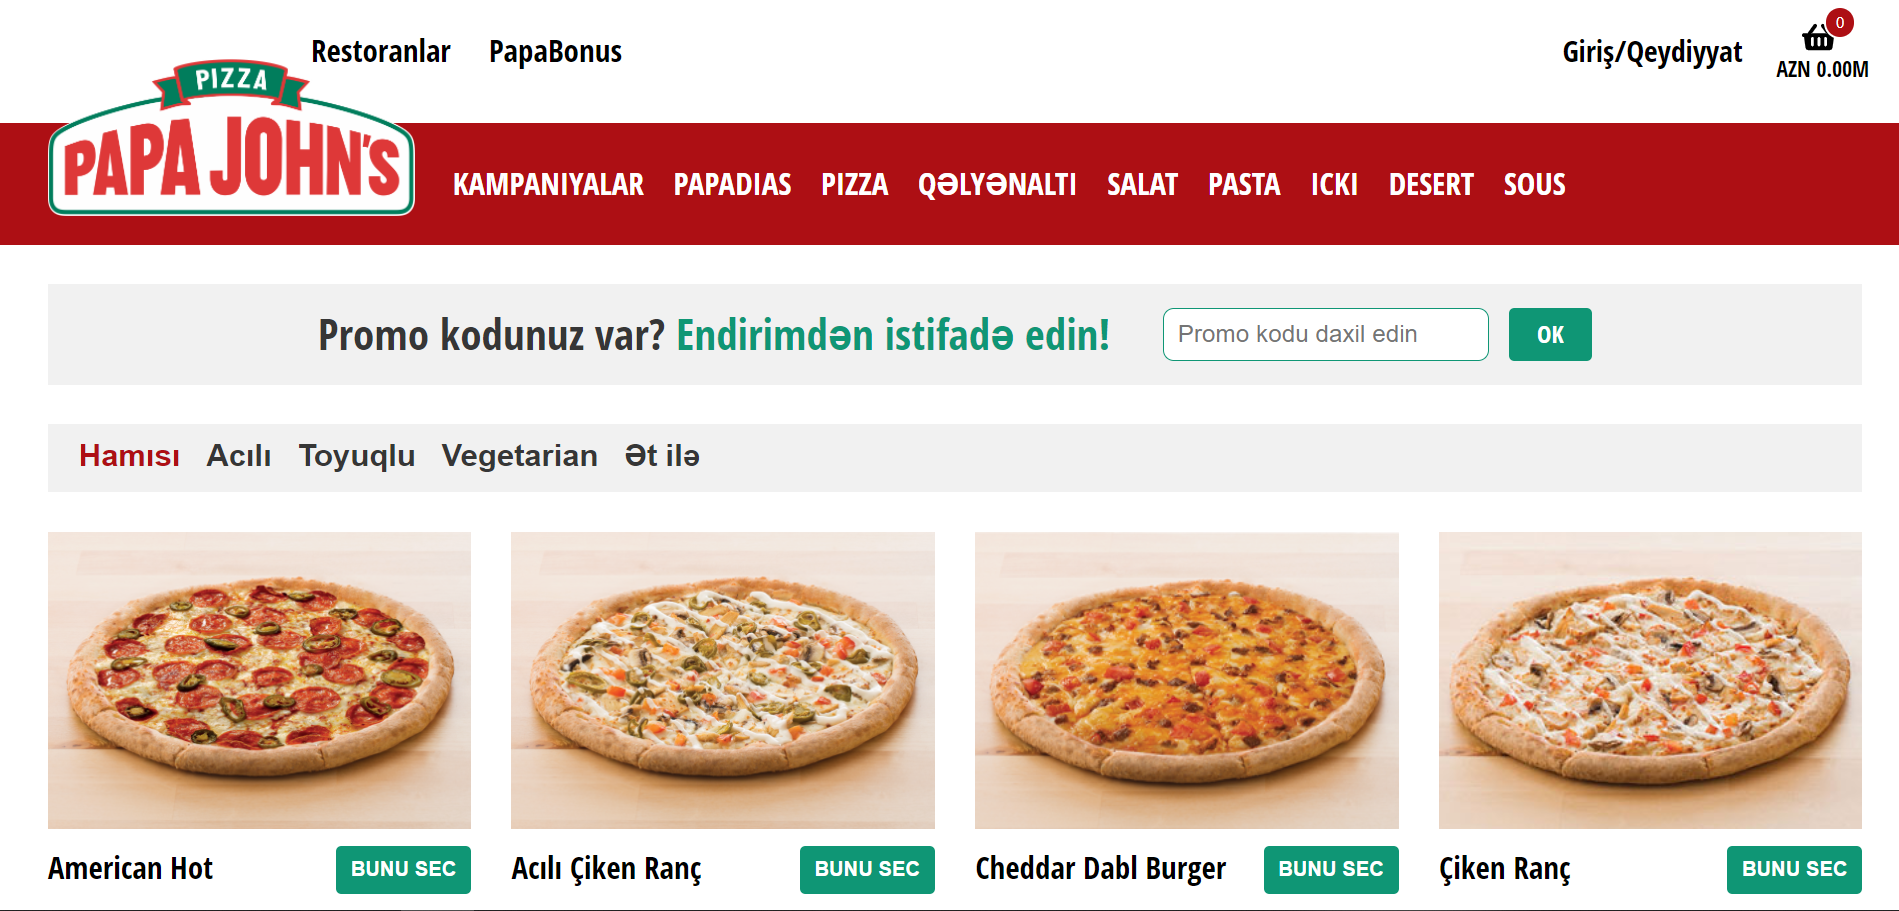 Restoranlar PapaBonus Giriş/Qeydiyyat 0
AZN 0.00M
PIZZA
PAPA JOHN'S
KAMPANIYALAR PAPADIAS PIZZA QƏLYƏNALTI SALAT PASTA ICKI DESERT SOUS
Promo kodunuz var? Endirimdən istifadə edin! Promo kodu daxil edin OK
Hamısı Acılı Toyuqlu Vegetarian Ət ilə
American Hot BUNU SEC Acılı Çiken Ranç BUNU SEC Cheddar Dabl Burger BUNU SEC Çiken Ranç BUNU SEC